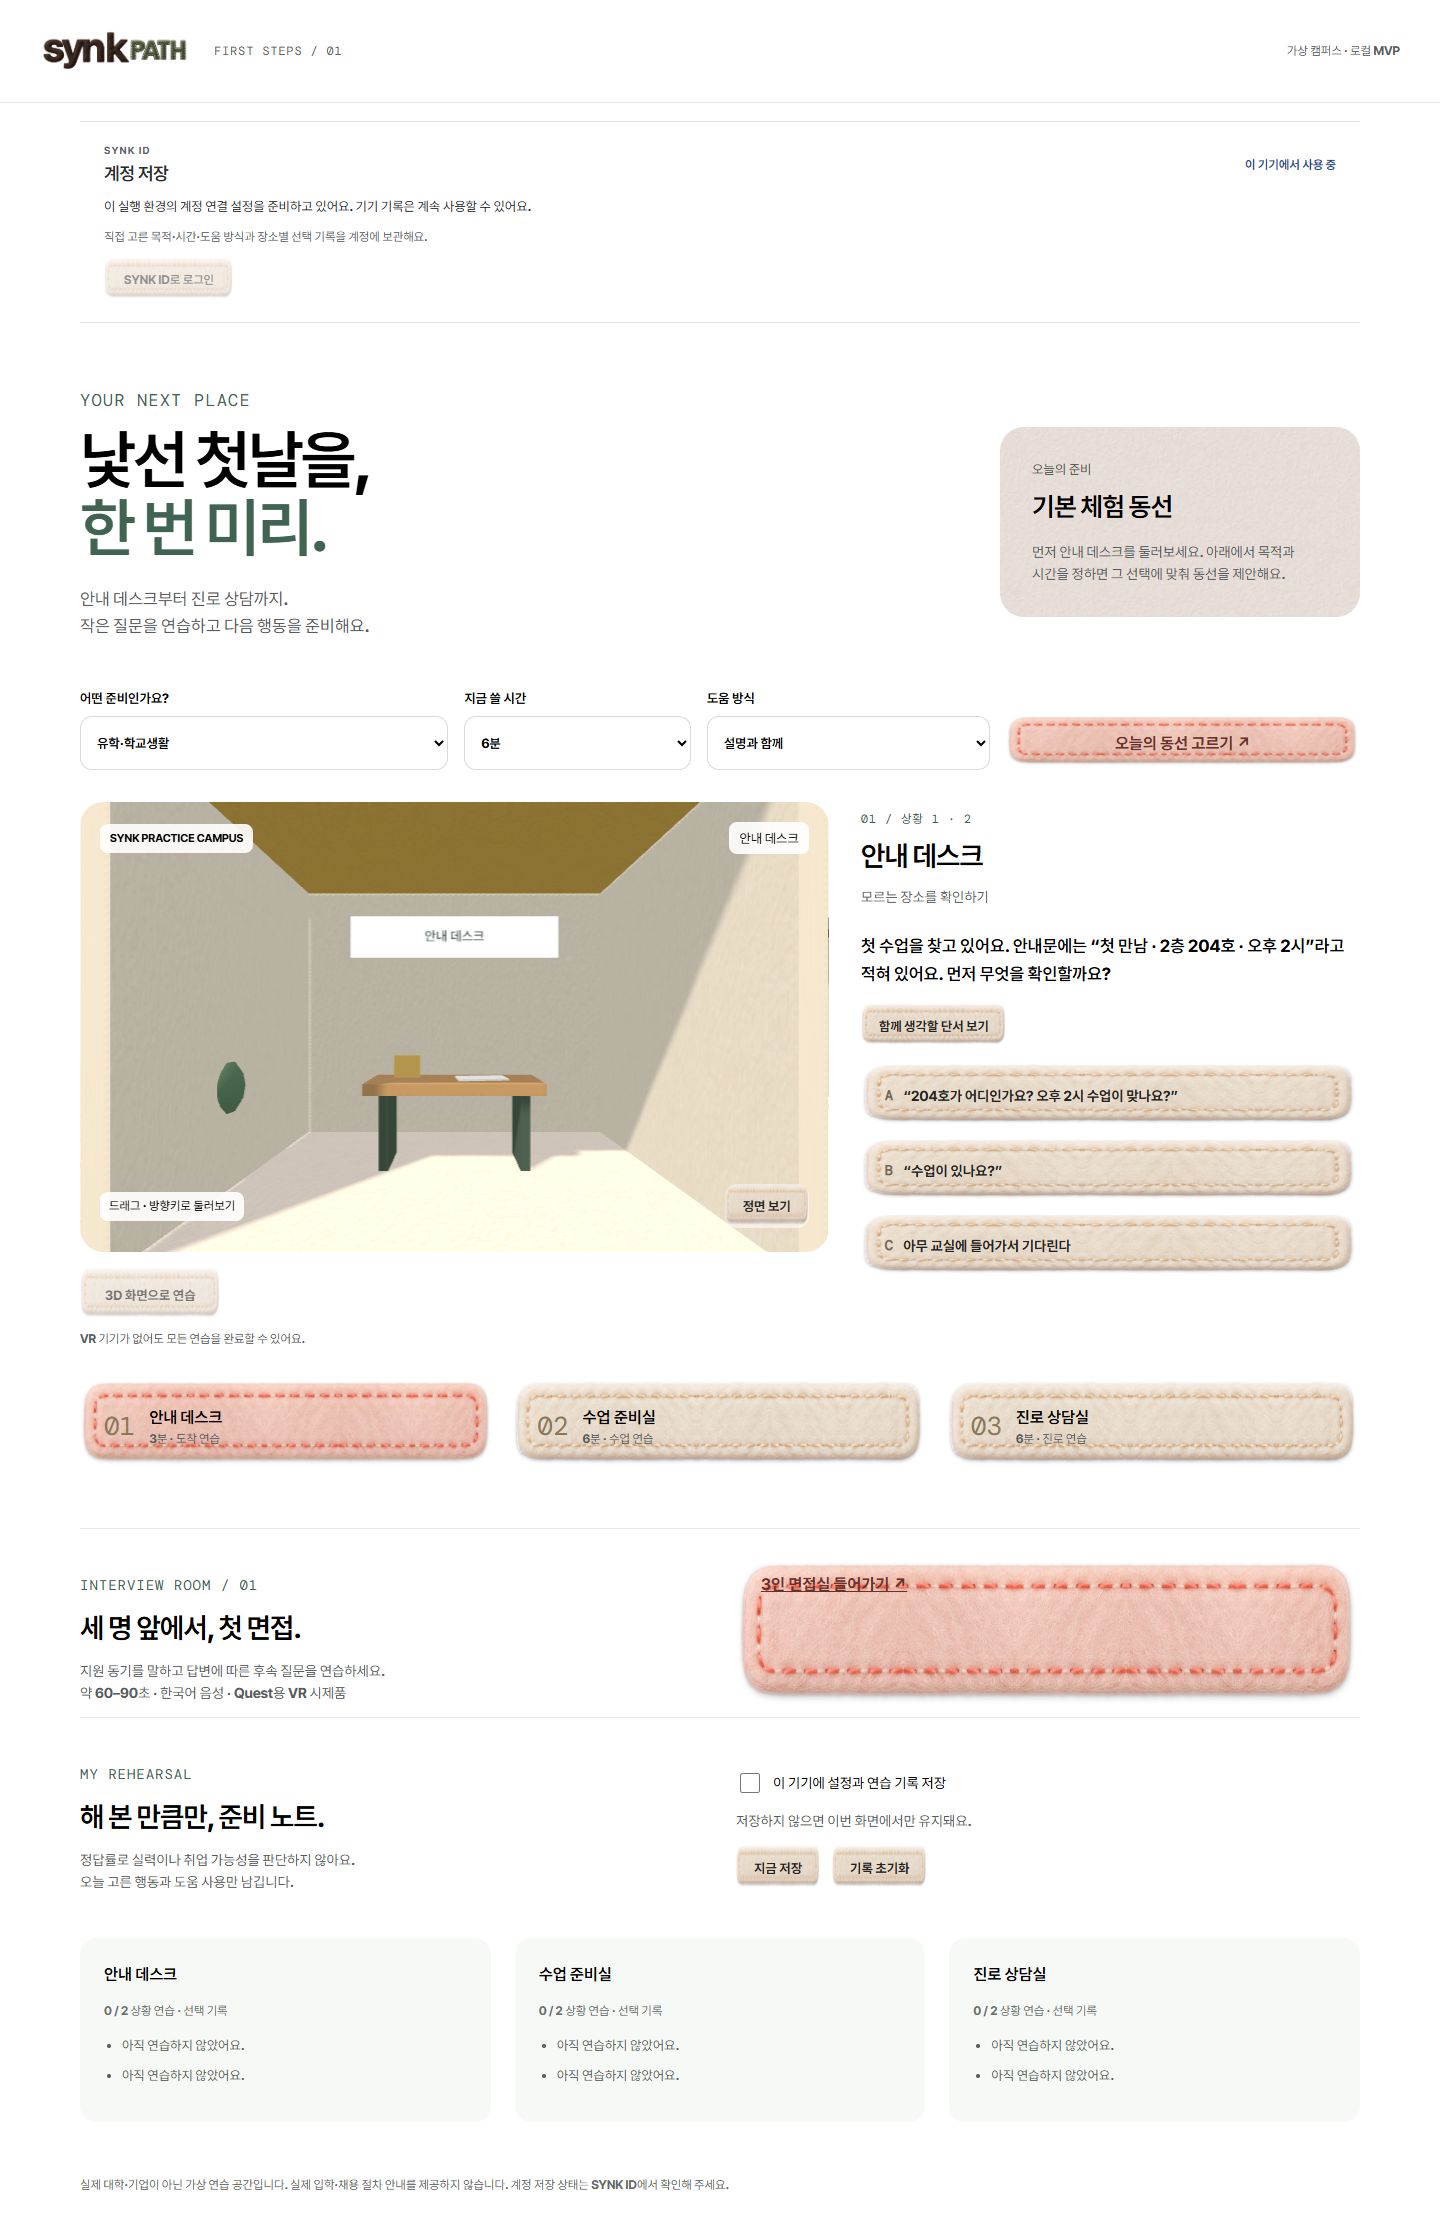 synk PATH
FIRST STEPS / 01
가상 캠퍼스 · 로컬 MVP
SYNK ID
계정 저장
이 기기에서 사용 중
이 실행 환경의 계정 연결 설정을 준비하고 있어요. 기기 기록은 계속 사용할 수 있어요.
직접 고른 목적·시간·도움 방식과 장소별 선택 기록을 계정에 보관해요.
SYNK ID로 로그인
YOUR NEXT PLACE
낯선 첫날을,
한 번 미리.
안내 데스크부터 진로 상담까지.
작은 질문을 연습하고 다음 행동을 준비해요.
오늘의 준비
기본 체험 동선
먼저 안내 데스크를 둘러보세요. 아래에서 목적과
시간을 정하면 그 선택에 맞춰 동선을 제안해요.
어떤 준비인가요?
유학·학교생활
지금 쓸 시간
6분
도움 방식
설명과 함께
오늘의 동선 고르기 ↗
SYNK PRACTICE CAMPUS
안내 데스크
안내 데스크
드래그 · 방향키로 둘러보기
정면 보기
3D 화면으로 연습
VR 기기가 없어도 모든 연습을 완료할 수 있어요.
01 / 상황 1 · 2
안내 데스크
모르는 장소를 확인하기
첫 수업을 찾고 있어요. 안내문에는 “첫 만남 · 2층 204호 · 오후 2시”라고
적혀 있어요. 먼저 무엇을 확인할까요?
함께 생각할 단서 보기
A “204호가 어디인가요? 오후 2시 수업이 맞나요?”
B “수업이 있나요?”
C 아무 교실에 들어가서 기다린다
01 안내 데스크
3분 · 도착 연습
02 수업 준비실
6분 · 수업 연습
03 진로 상담실
6분 · 진로 연습
INTERVIEW ROOM / 01
세 명 앞에서, 첫 면접.
지원 동기를 말하고 답변에 따른 후속 질문을 연습하세요.
약 60–90초 · 한국어 음성 · Quest용 VR 시제품
3인 면접실 들어가기 ↗
MY REHEARSAL
해 본 만큼만, 준비 노트.
정답률로 실력이나 취업 가능성을 판단하지 않아요.
오늘 고른 행동과 도움 사용만 남깁니다.
이 기기에 설정과 연습 기록 저장
저장하지 않으면 이번 화면에서만 유지돼요.
지금 저장
기록 초기화
안내 데스크
0 / 2 상황 연습 · 선택 기록
• 아직 연습하지 않았어요.
• 아직 연습하지 않았어요.
수업 준비실
0 / 2 상황 연습 · 선택 기록
• 아직 연습하지 않았어요.
• 아직 연습하지 않았어요.
진로 상담실
0 / 2 상황 연습 · 선택 기록
• 아직 연습하지 않았어요.
• 아직 연습하지 않았어요.
실제 대학·기업이 아닌 가상 연습 공간입니다. 실제 입학·채용 절차 안내를 제공하지 않습니다. 계정 저장 상태는 SYNK ID에서 확인해 주세요.